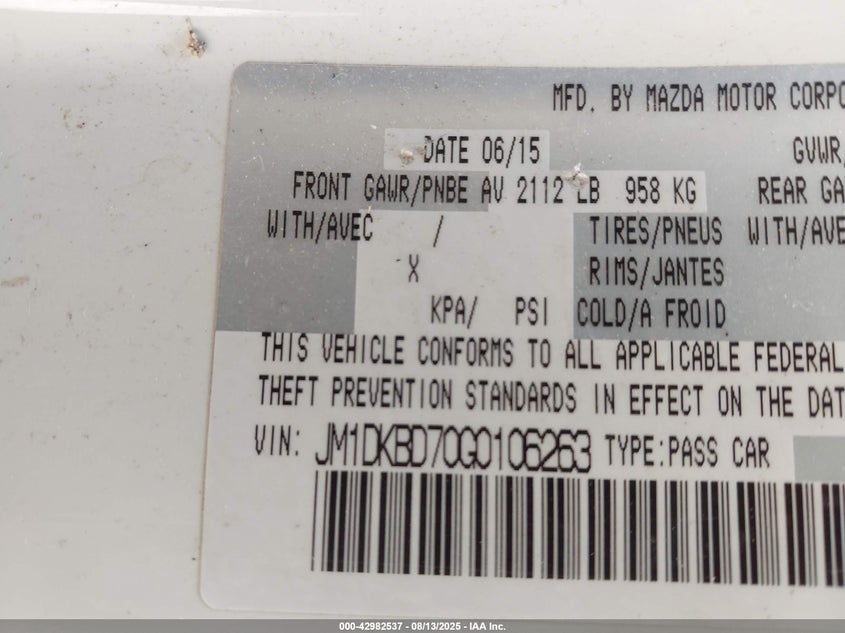 MFD. BY MAZDA MOTOR CORPO
DATE 06/15 GVWR,
FRONT GAWR/PNBE AV 2112 LB 958 KG REAR GA
WITH/AVEC / TIRES/PNEUS WITH/AVE
X RIMS/JANTES
KPA/ PSI COLD/A FROID
THIS VEHICLE CONFORMS TO ALL APPLICABLE FEDERAL
THEFT PREVENTION STANDARDS IN EFFECT ON THE DAT
VIN: JM1DKBD70G0106263 TYPE:PASS CAR
000-42982537 - 08/13/2025 - IAA Inc.